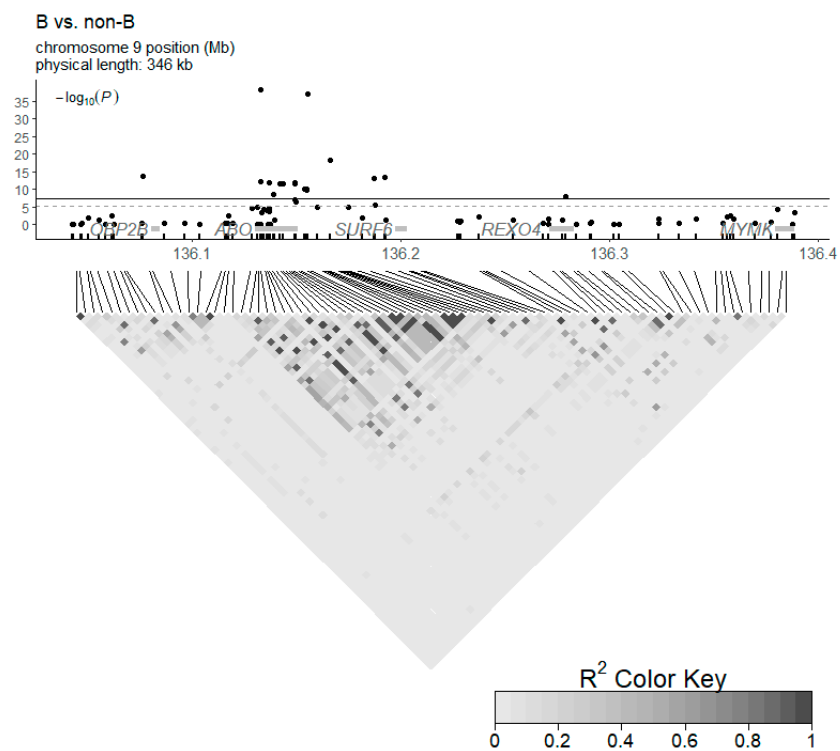 B vs. non-B
chromosome 9 position (Mb)
physical length: 346 kb
−log10(P)
35
30
25
20
15
10
5
0
OBP2B ABO SURF6 REXO4 MYMK
136.1 136.2 136.3 136.4
R² Color Key
0 0.2 0.4 0.6 0.8 1